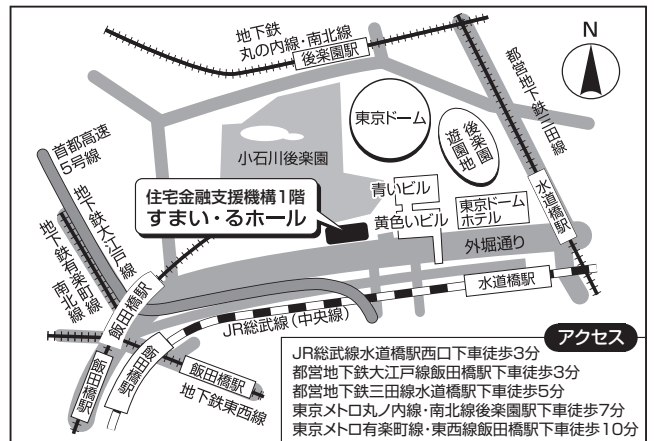 地下鉄
丸の内線・南北線
後楽園駅
N
都営地下鉄三田線
首都高速
5号線
東京ドーム
後楽園
遊園地
小石川後楽園
地下鉄大江戸線
地下鉄有楽町線
南北線
住宅金融支援機構1階
すまい・るホール
青いビル
黄色いビル
東京ドーム
ホテル
水道橋駅
外堀通り
飯田橋駅
水道橋駅
JR総武線(中央線)
飯田橋駅
飯田橋駅
飯田橋駅
地下鉄東西線
アクセス
JR総武線水道橋駅西口下車徒歩3分
都営地下鉄大江戸線飯田橋駅下車徒歩3分
都営地下鉄三田線水道橋駅下車徒歩5分
東京メトロ丸ノ内線・南北線後楽園駅下車徒歩7分
東京メトロ有楽町線・東西線飯田橋駅下車徒歩10分